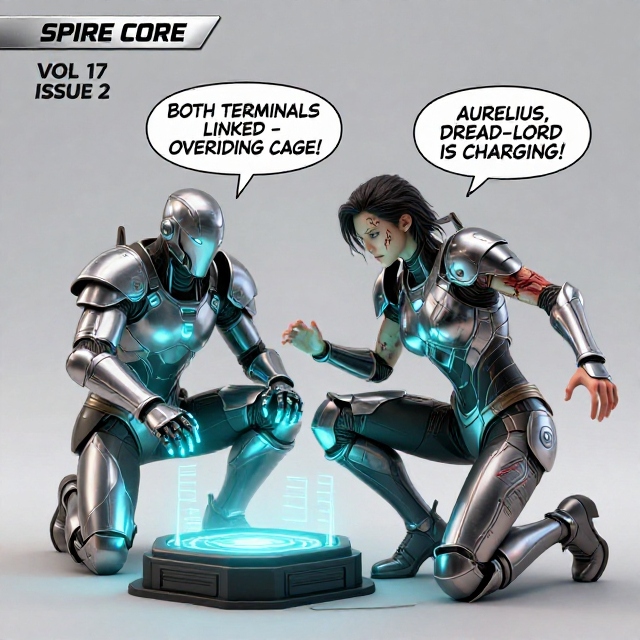 SPIRE CORE
VOL 17
ISSUE 2
BOTH TERMINALS
LINKED –
OVERIDING CAGE!
AURELIUS,
DREAD-LORD
IS CHARGING!